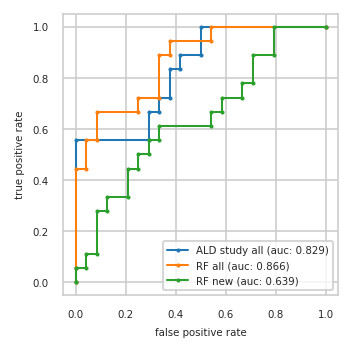 1.0
0.8
0.6
0.4
0.2
0.0
true positive rate
ALD study all (auc: 0.829)
RF all (auc: 0.866)
RF new (auc: 0.639)
0.0 0.2 0.4 0.6 0.8 1.0
false positive rate